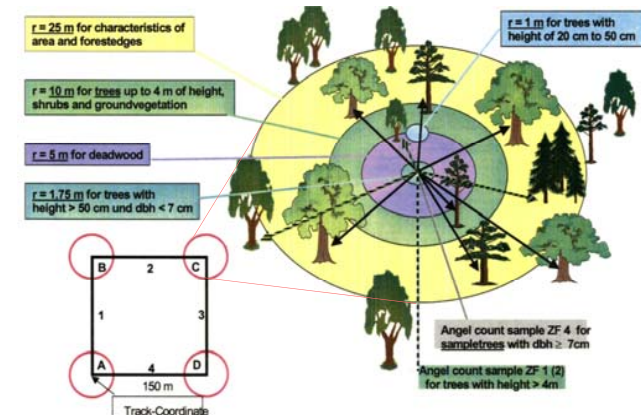 r = 25 m for characteristics of
area and forestedges
r = 1 m for trees with
height of 20 cm to 50 cm
r = 10 m for trees up to 4 m of height,
shrubs and groundvegetation
r = 5 m for deadwood
r = 1,75 m for trees with
height > 50 cm und dbh < 7 cm
B
2
C
1
3
A
4
D
150 m
Track-Coordinate
Angel count sample ZF 4 for
sampletrees with dbh ≥ 7cm
Angel count sample ZF 1 (2)
for trees with height > 4m